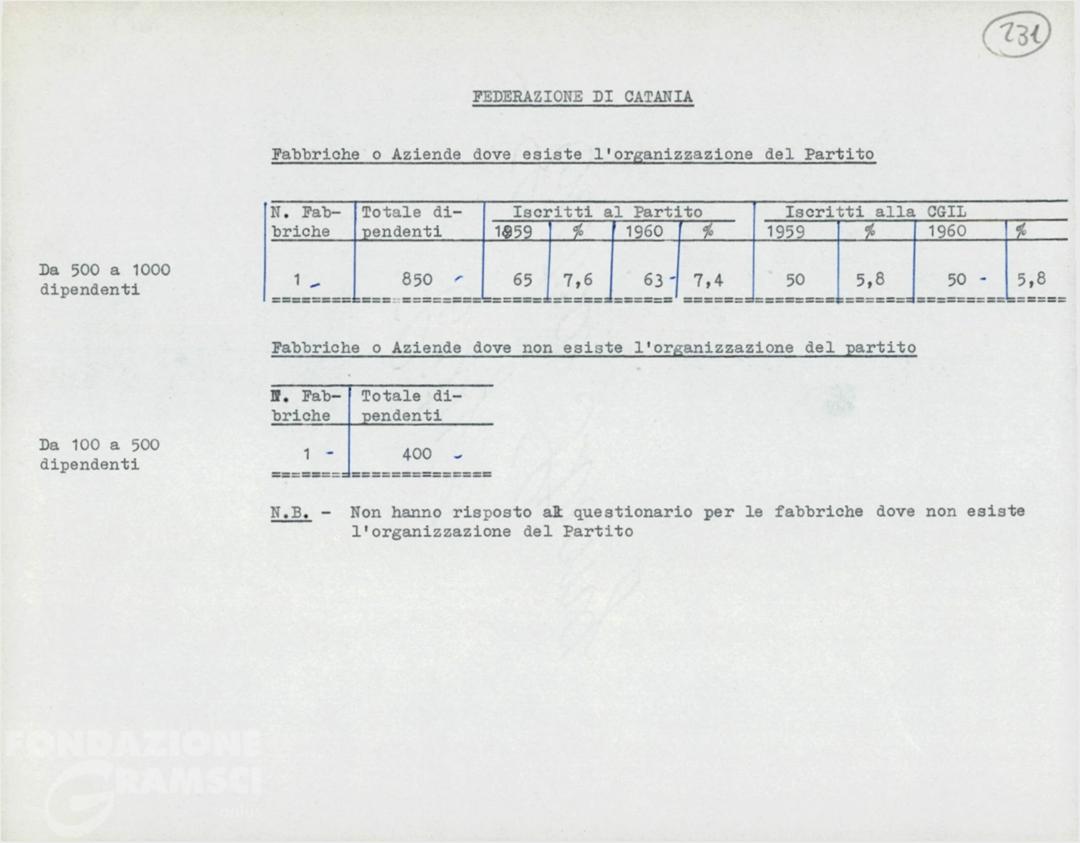 231
FEDERAZIONE DI CATANIA
Fabbriche o Aziende dove esiste l'organizzazione del Partito
N. Fab- Totale di- Iscritti al Partito Iscritti alla CGIL
briche pendenti 1959 % 1960 % 1959 % 1960 %
Da 500 a 1000
dipendenti
1 - 850 - 65 7,6 63 - 7,4 50 5,8 50 - 5,8
Fabbriche o Aziende dove non esiste l'organizzazione del partito
N. Fab- Totale di-
briche pendenti
Da 100 a 500
dipendenti
1 - 400 -
N.B. - Non hanno risposto al questionario per le fabbriche dove non esiste
l'organizzazione del Partito
FONDAZIONE
GRAMSCI
onlus